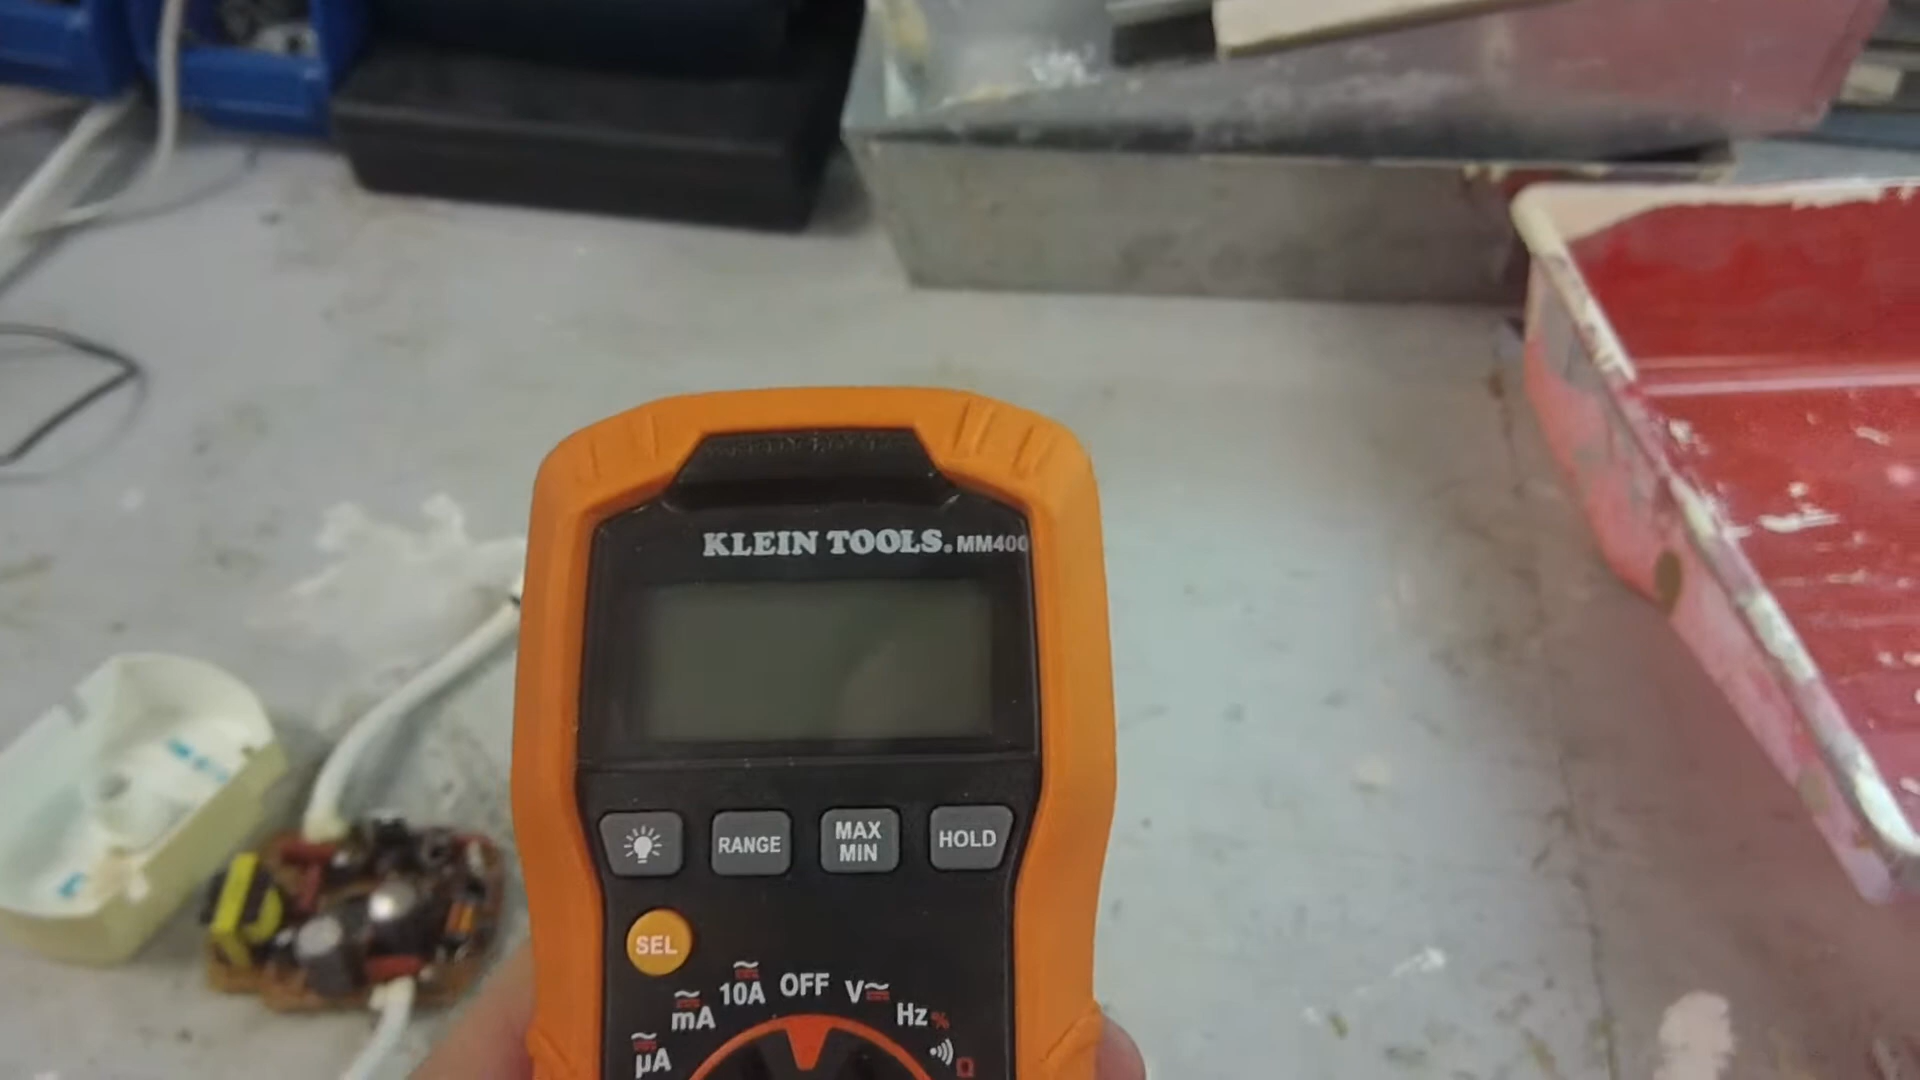 KLEIN TOOLS. MM400
RANGE
MAX
MIN
HOLD
SEL
10A
OFF
V
mA
Hz %
µA
Ω